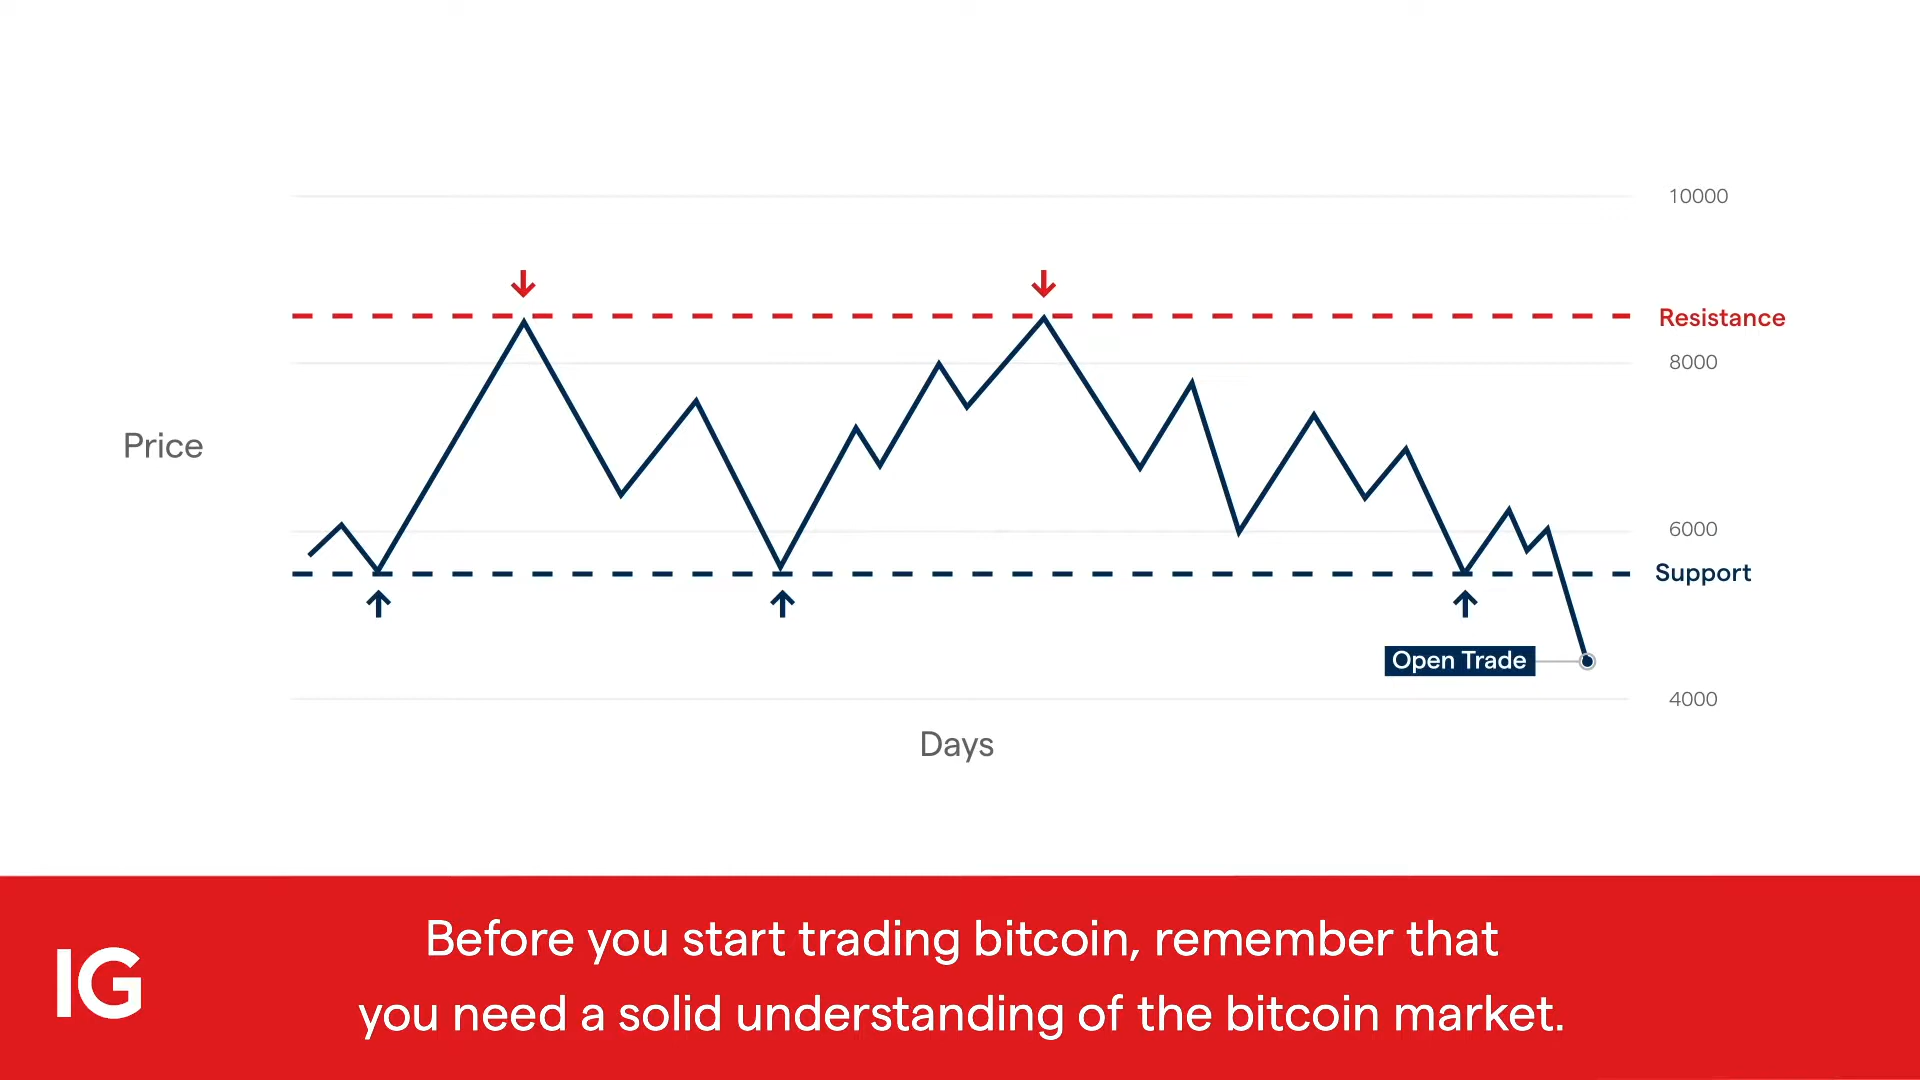 10000
Resistance
8000
Price
6000
Support
Open Trade
4000
Days
IG
Before you start trading bitcoin, remember that
you need a solid understanding of the bitcoin market.